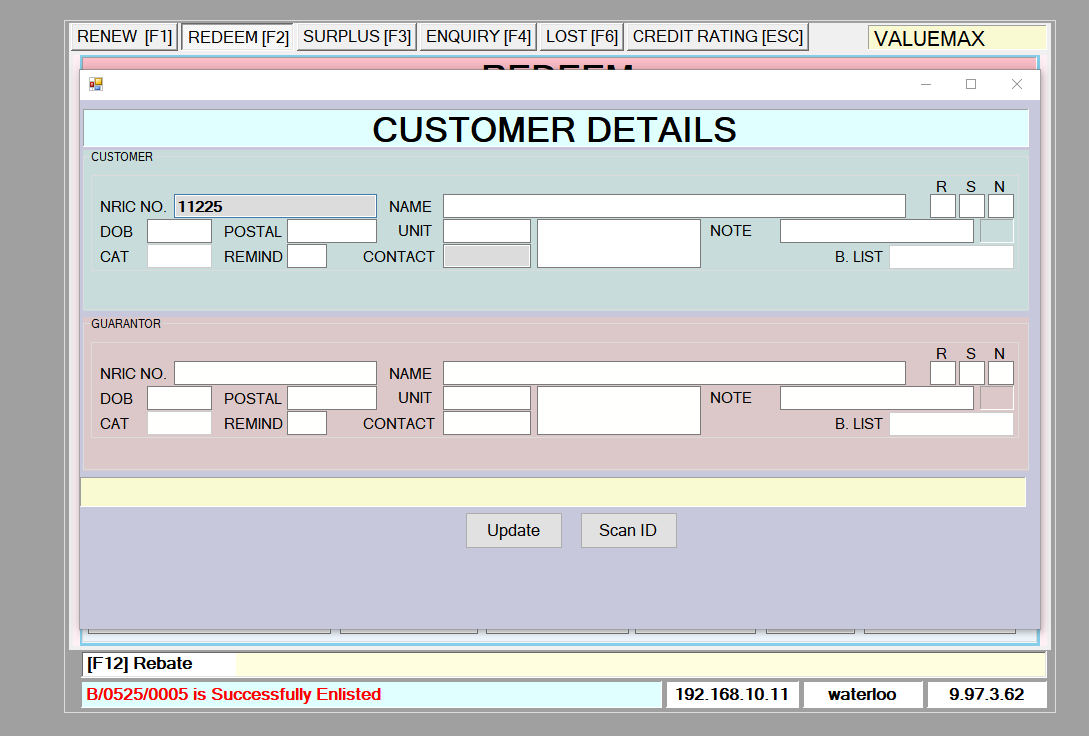 RENEW [F1] REDEEM [F2] SURPLUS [F3] ENQUIRY [F4] LOST [F6] CREDIT RATING [ESC] VALUEMAX
REDEEM
CUSTOMER DETAILS
CUSTOMER
R S N
NRIC NO. 11225 NAME
DOB POSTAL UNIT NOTE
CAT REMIND CONTACT B. LIST
GUARANTOR
R S N
NRIC NO. NAME
DOB POSTAL UNIT NOTE
CAT REMIND CONTACT B. LIST
Update Scan ID
[F12] Rebate
B/0525/0005 is Successfully Enlisted 192.168.10.11 waterloo 9.97.3.62